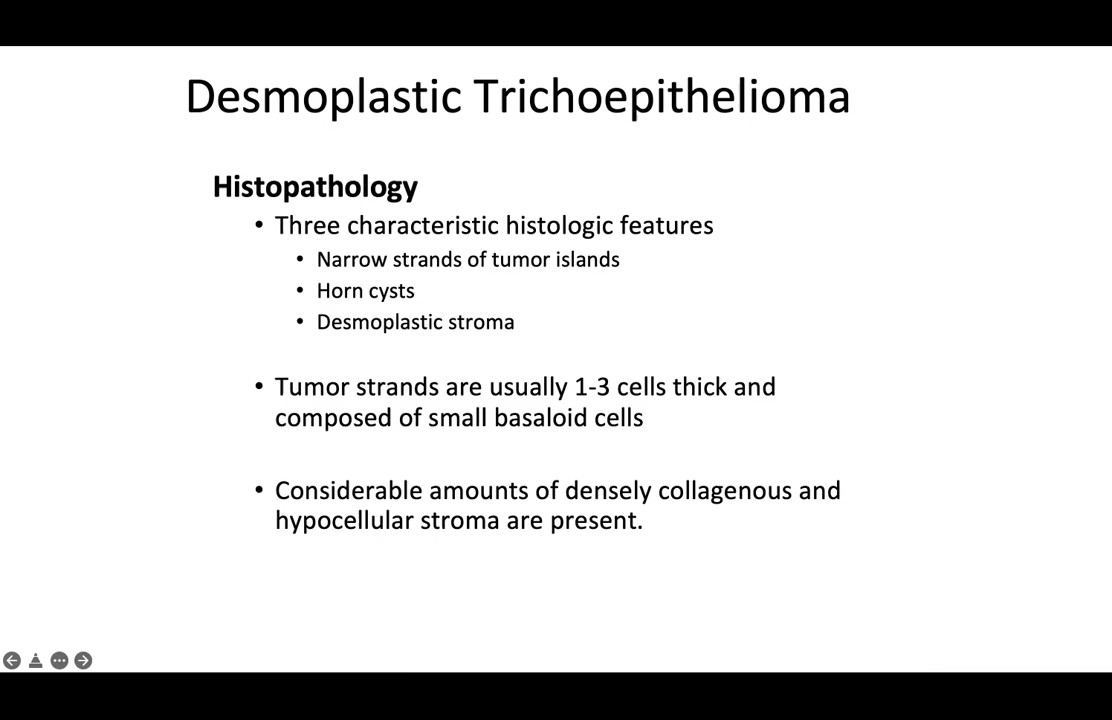 Desmoplastic Trichoepithelioma
Histopathology
• Three characteristic histologic features
• Narrow strands of tumor islands
• Horn cysts
• Desmoplastic stroma
• Tumor strands are usually 1-3 cells thick and
composed of small basaloid cells
• Considerable amounts of densely collagenous and
hypocellular stroma are present.